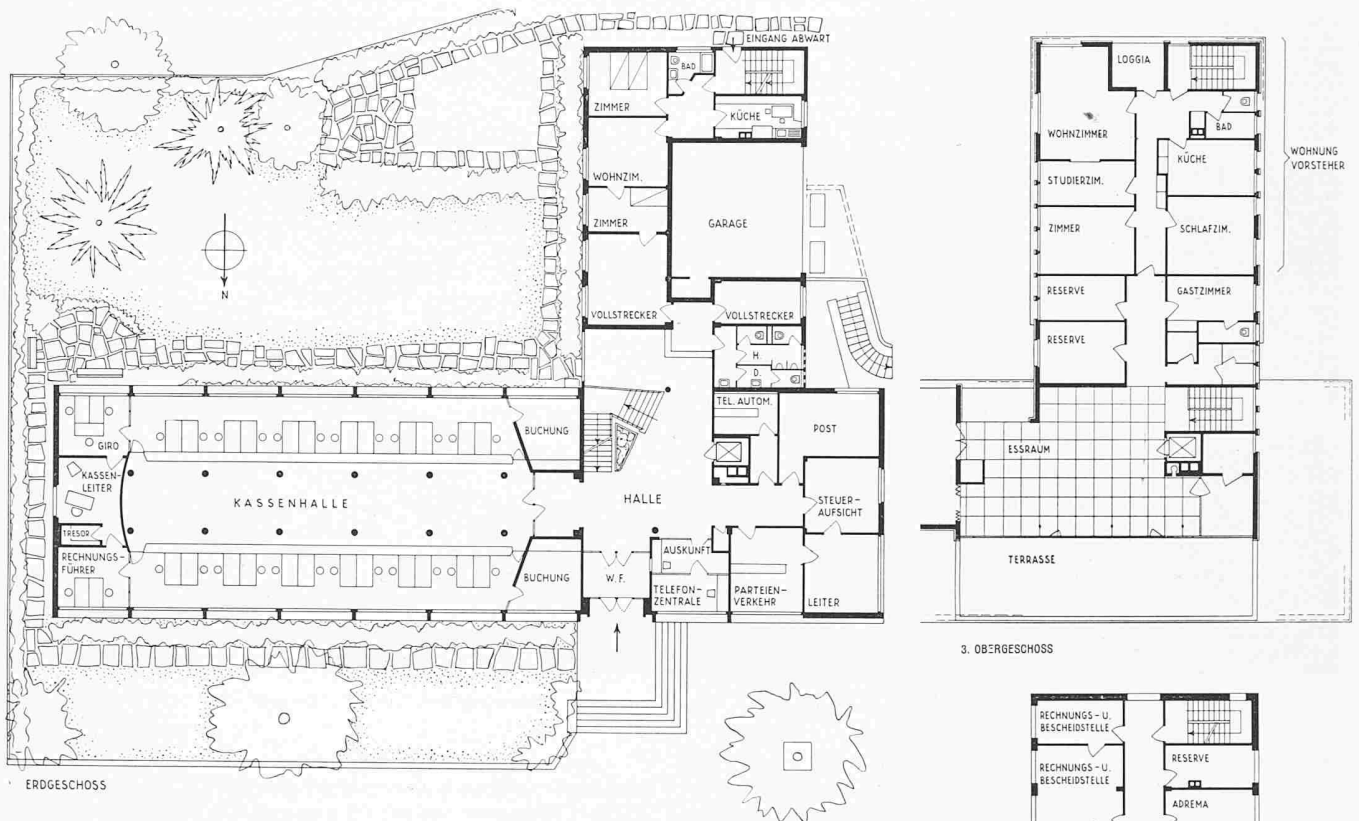 EINGANG ABWART
BAD
ZIMMER
KÜCHE
WOHNZIM.
ZIMMER
GARAGE
N
VOLLSTRECKER
VOLLSTRECKER
H.
D.
TEL. AUTOM.
POST
GIRO
BUCHUNG
KASSEN-
LEITER
KASSENHALLE
HALLE
STEUER-
AUFSICHT
TRESOR
RECHNUNGS-
FÜHRER
BUCHUNG
W.F.
AUSKUNFT
TELEFON-
ZENTRALE
PARTEIEN-
VERKEHR
LEITER
ERDGESCHOSS
LOGGIA
WOHNZIMMER
BAD
KÜCHE
WOHNUNG
VORSTEHER
STUDIERZIM.
ZIMMER
SCHLAFZIM.
RESERVE
GASTZIMMER
RESERVE
ESSRAUM
TERRASSE
3. OBERGESCHOSS
RECHNUNGS- U.
BESCHEIDSTELLE
RESERVE
RECHNUNGS- U.
BESCHEIDSTELLE
ADREMA